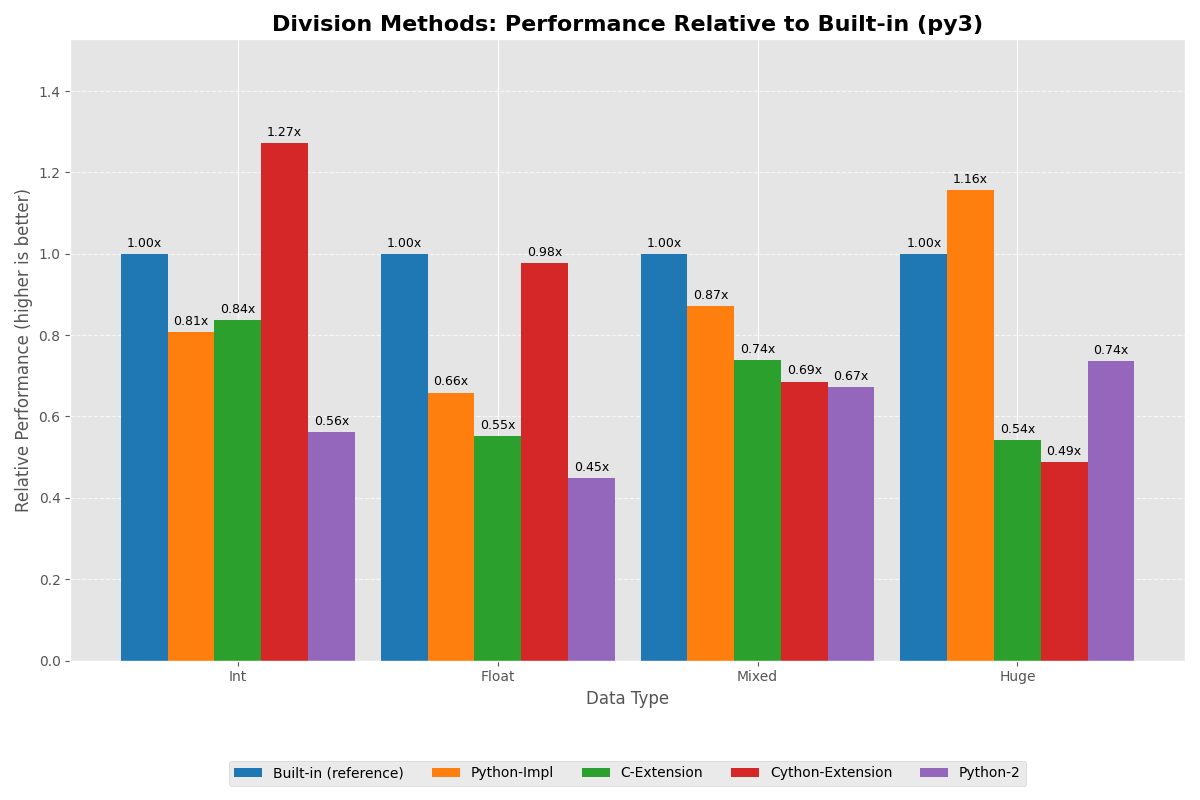 Division Methods: Performance Relative to Built-in (py3)
Relative Performance (higher is better)
1.4
1.2
1.0
0.8
0.6
0.4
0.2
0.0
1.00x
0.81x
0.84x
1.27x
0.56x
1.00x
0.66x
0.55x
0.98x
0.45x
1.00x
0.87x
0.74x
0.69x
0.67x
1.00x
1.16x
0.54x
0.49x
0.74x
Int
Float
Mixed
Huge
Data Type
Built-in (reference)
Python-Impl
C-Extension
Cython-Extension
Python-2